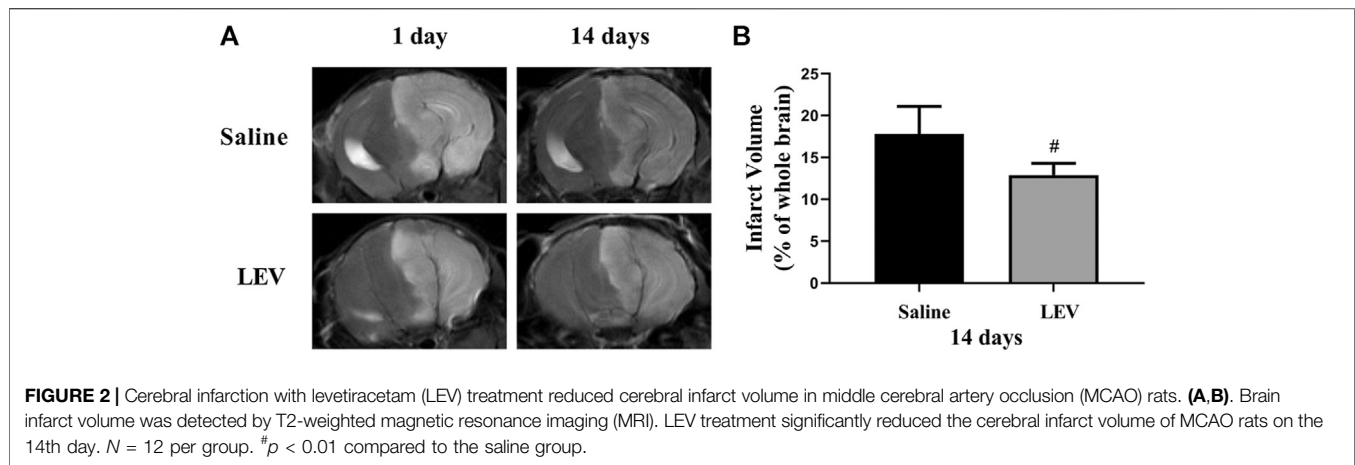 A
1 day
14 days
Saline
LEV
B
Infarct Volume
(% of whole brain)
25
20
15
10
5
0
#
Saline
LEV
14 days
FIGURE 2 | Cerebral infarction with levetiracetam (LEV) treatment reduced cerebral infarct volume in middle cerebral artery occlusion (MCAO) rats. (A,B). Brain
infarct volume was detected by T2-weighted magnetic resonance imaging (MRI). LEV treatment significantly reduced the cerebral infarct volume of MCAO rats on the
14th day. N = 12 per group. #p < 0.01 compared to the saline group.